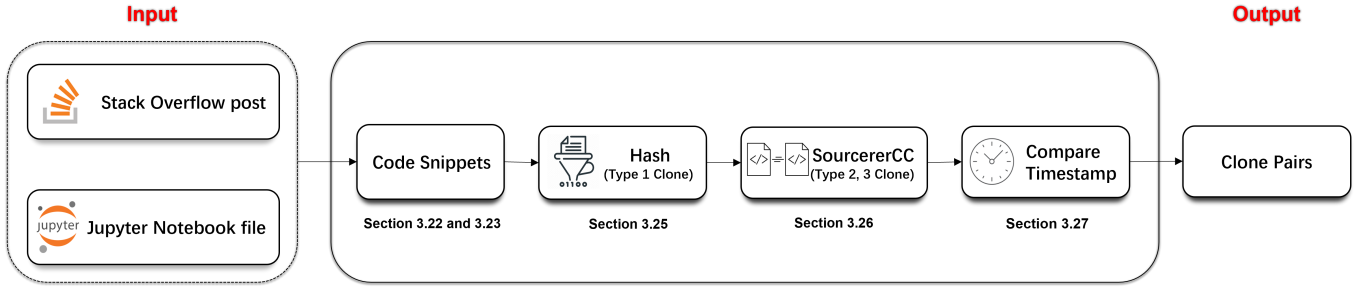 Input
Output
Stack Overflow post
jupyter
Jupyter Notebook file
Code Snippets
Section 3.22 and 3.23
01100
Hash
(Type 1 Clone)
Section 3.25
</>
</>
SourcererCC
(Type 2, 3 Clone)
Section 3.26
Compare
Timestamp
Section 3.27
Clone Pairs